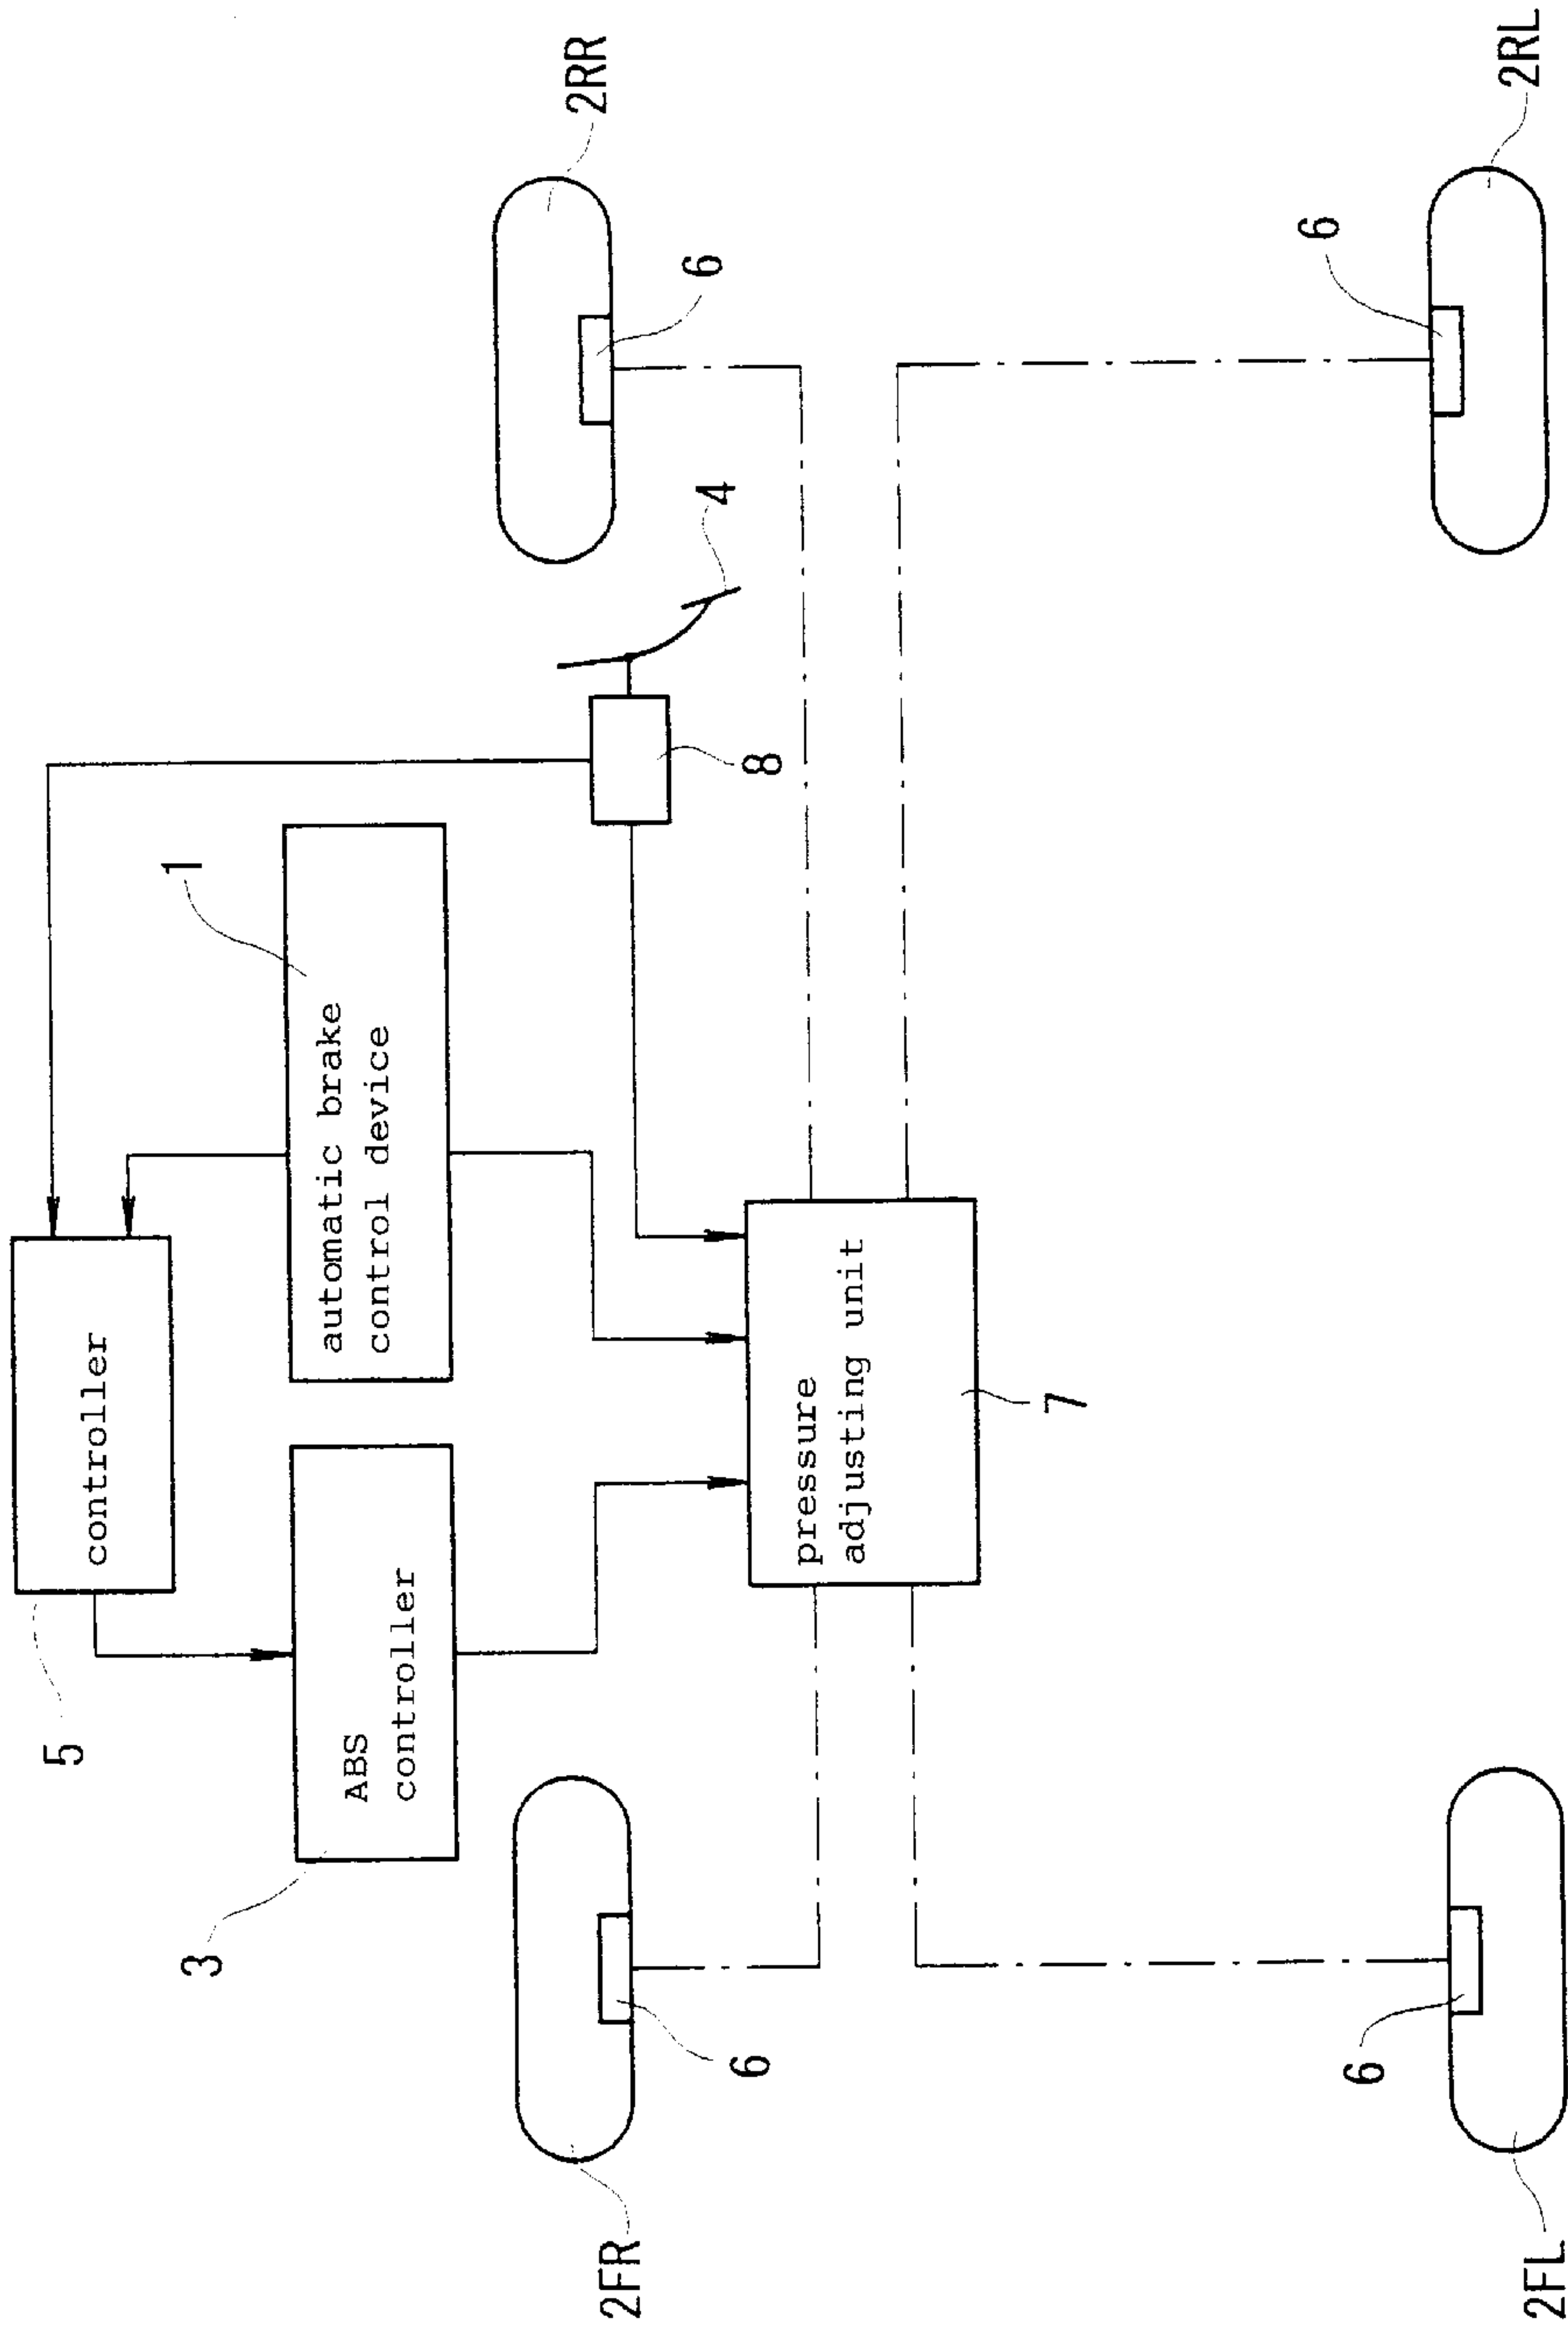 5
controller
3
ABS
controller
1
automatic brake
control device
8
4
2FR
6
2RR
6
pressure
adjusting unit
7
2FL
6
2RL
6